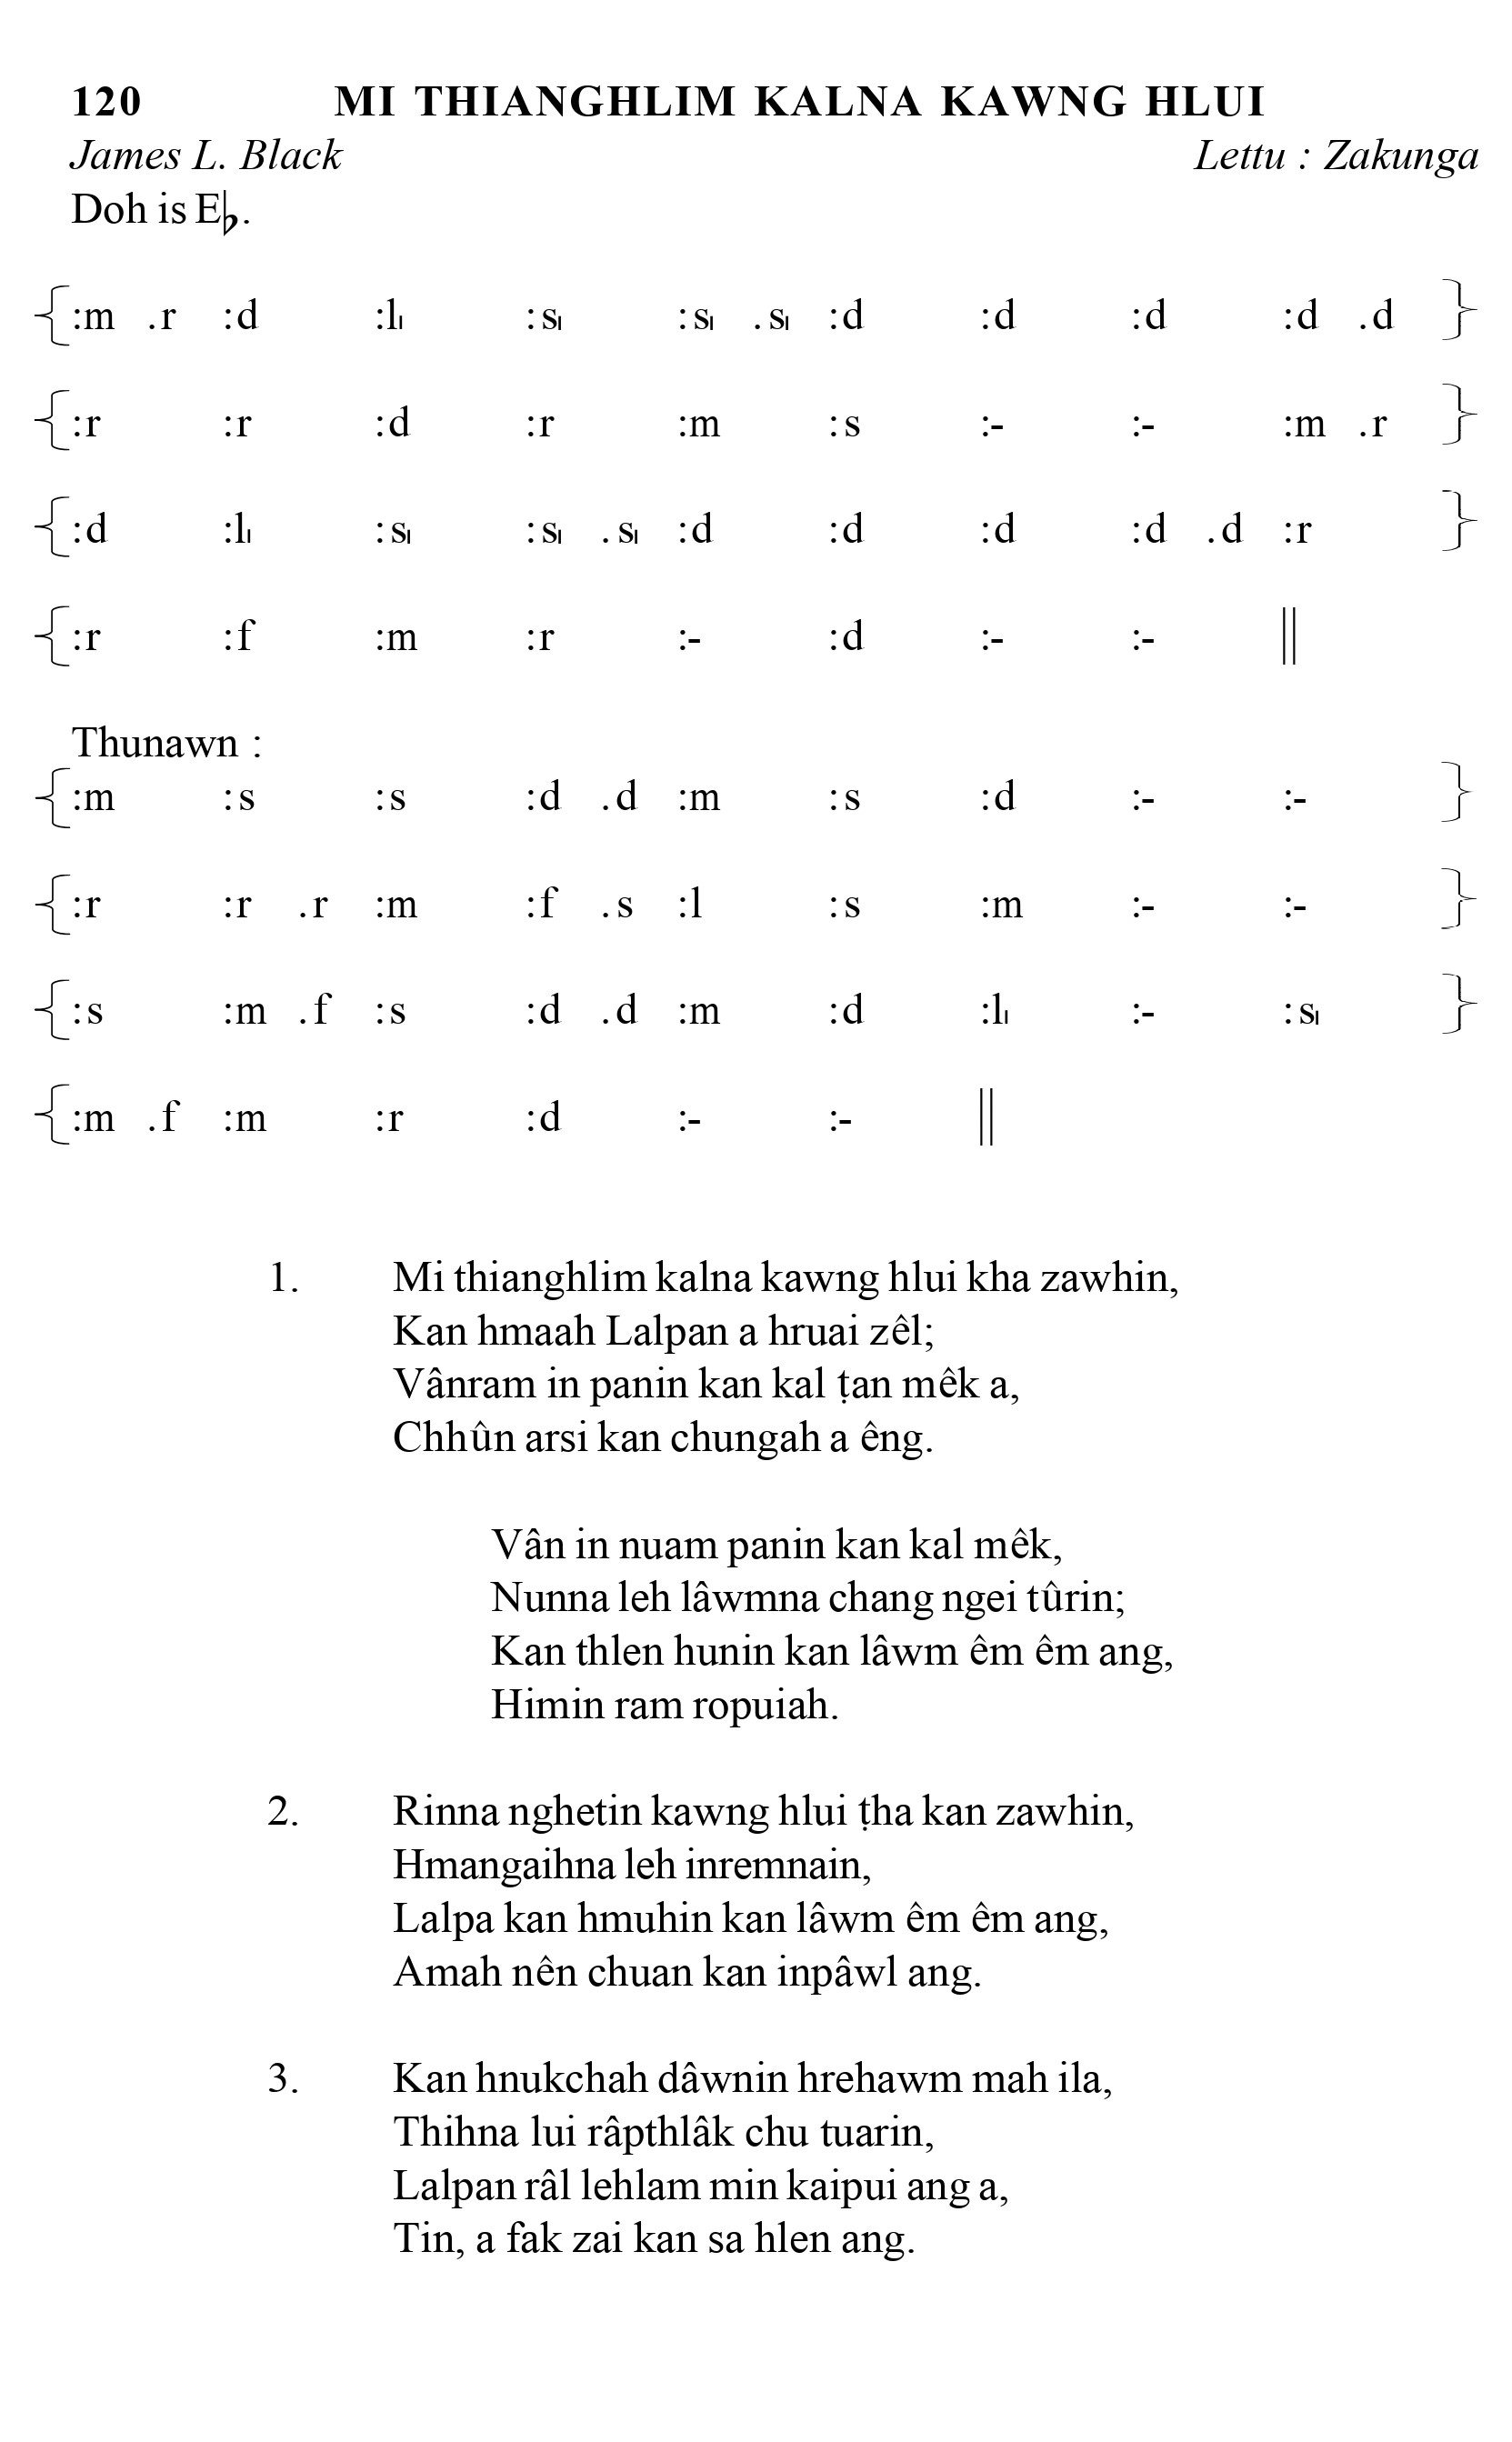 120 MI THIANGHLIM KALNA KAWNG HLUI
James L. Black Lettu : Zakunga
Doh is E♭.
{:m .r :d :l₁ :s₁ :s₁ .s₁ :d :d :d :d .d }
{:r :r :d :r :m :s :- :- :m .r }
{:d :l₁ :s₁ :s₁ .s₁ :d :d :d :d .d :r }
{:r :f :m :r :- :d :- :- ||
Thunawn :
{:m :s :s :d .d :m :s :d :- :- }
{:r :r .r :m :f .s :l :s :m :- :- }
{:s :m .f :s :d .d :m :d :l₁ :- :s₁ }
{:m .f :m :r :d :- :- ||
1. Mi thianghlim kalna kawng hlui kha zawhin,
Kan hmaah Lalpan a hruai zêl;
Vânram in panin kan kal ṭan mêk a,
Chhûn arsi kan chungah a êng.
Vân in nuam panin kan kal mêk,
Nunna leh lâwmna chang ngei tûrin;
Kan thlen hunin kan lâwm êm êm ang,
Himin ram ropuiah.
2. Rinna nghetin kawng hlui ṭha kan zawhin,
Hmangaihna leh inremnain,
Lalpa kan hmuhin kan lâwm êm êm ang,
Amah nên chuan kan inpâwl ang.
3. Kan hnukchah dâwnin hrehawm mah ila,
Thihna lui râpthlâk chu tuarin,
Lalpan râl lehlam min kaipui ang a,
Tin, a fak zai kan sa hlen ang.